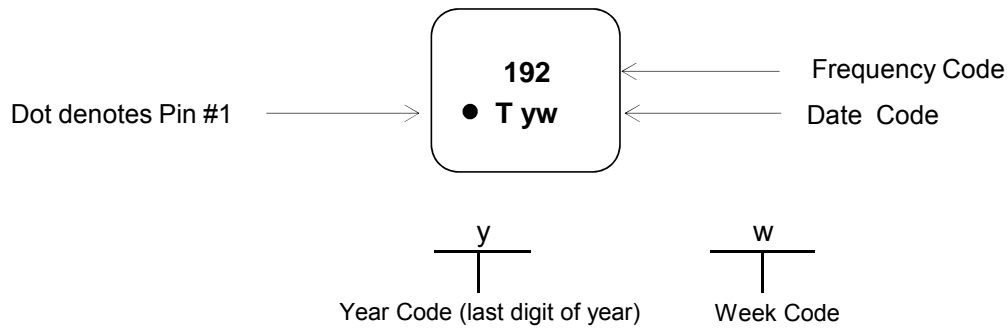 192
Frequency Code
Dot denotes Pin #1
● T yw
Date Code
y
w
Year Code (last digit of year)
Week Code